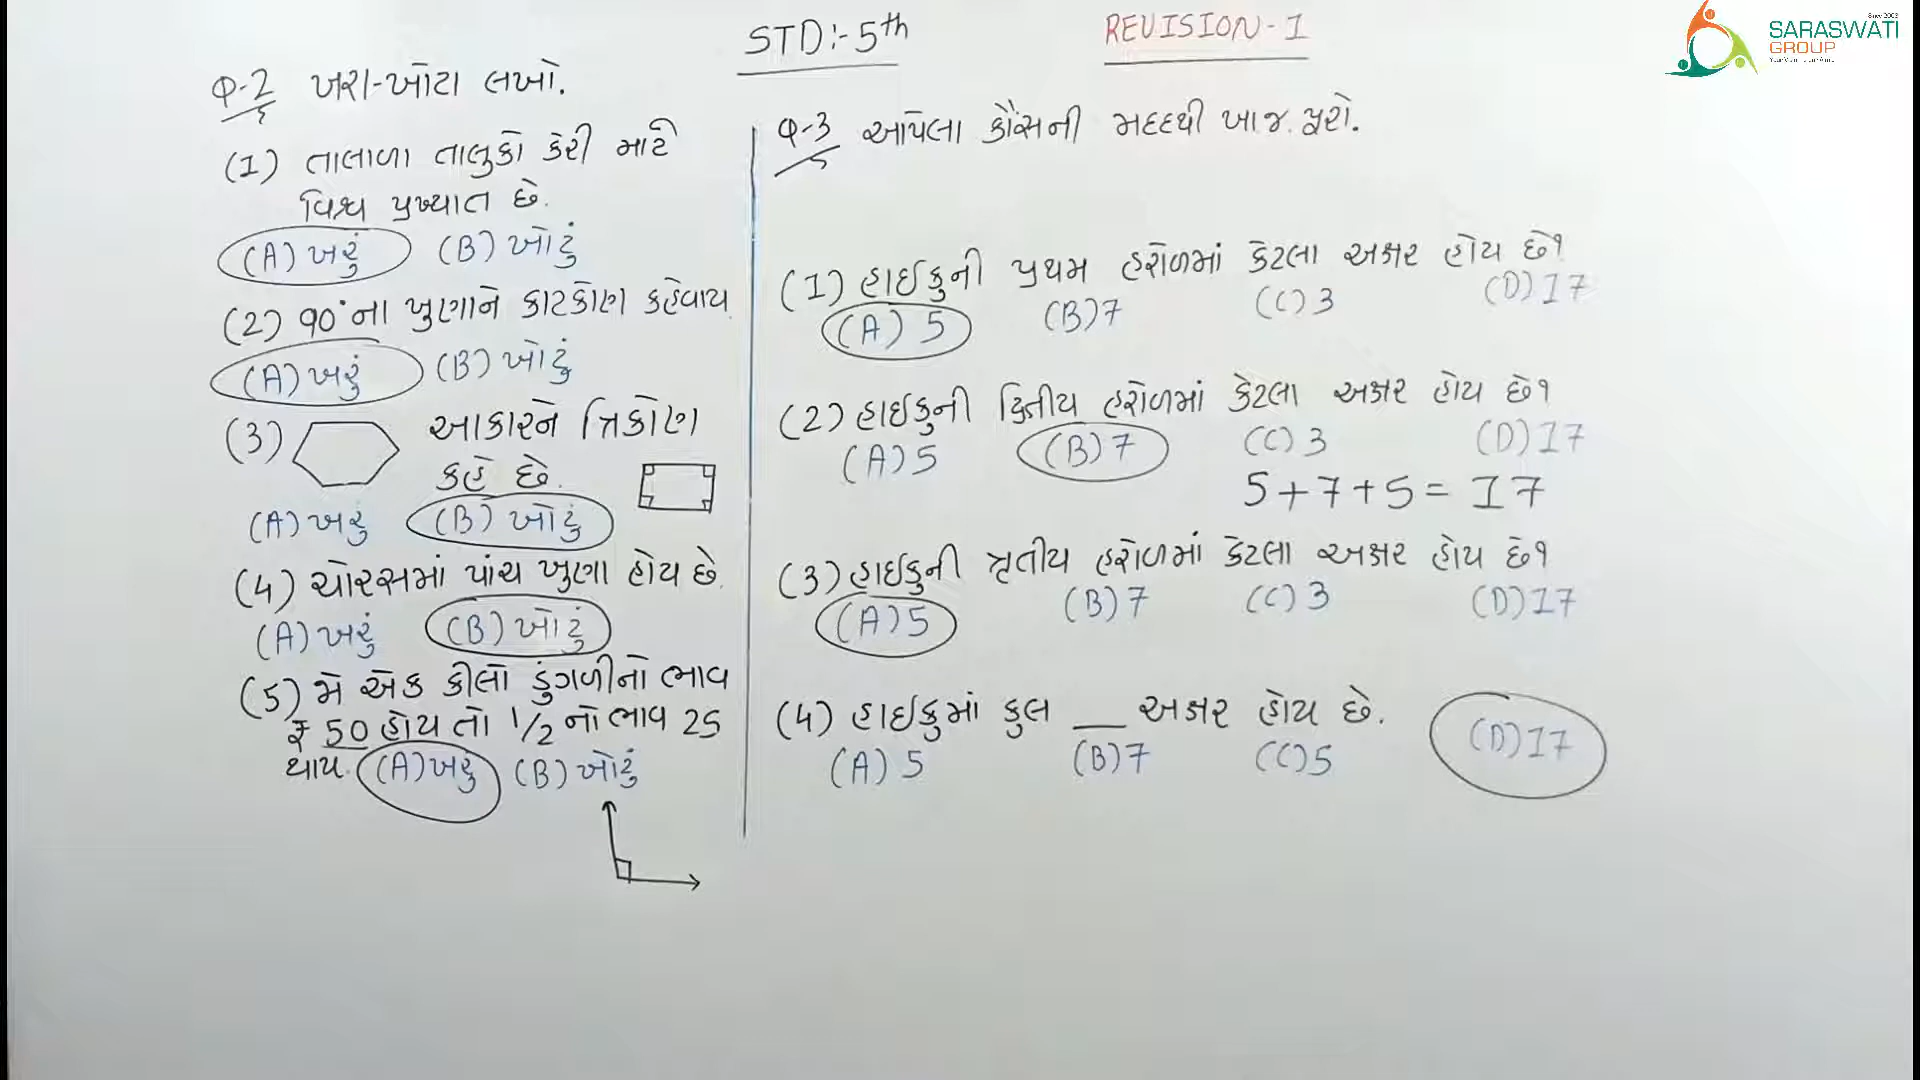 STD:- 5th
REVISION - 1
SARASWATI
GROUP
Q-2 ખરા-ખોટા લખો.
(1) તાલાળા તાલુકો કેરી માટે
વિશ્વ પ્રખ્યાત છે.
(A) ખરું (B) ખોટું
(2) 90° ના ખુણાને કાટકોણ કહેવાય.
(A) ખરું (B) ખોટું
(3) આકારને ત્રિકોણ
કહે છે.
(A) ખરું (B) ખોટું
(4) ચોરસમાં પાંચ ખુણા હોય છે.
(A) ખરું (B) ખોટું
(5) જો એક કીલો ડુંગળીનો ભાવ
₹ 50 હોય તો 1/2 નો ભાવ 25
થાય. (A) ખરું (B) ખોટું
Q-3 આપેલા કૌંસની મદદથી ખા.જ. પૂરો.
(1) હાઈકુની પ્રથમ હરોળમાં કેટલા અક્ષર હોય છે?
(A) 5 (B) 7 (C) 3 (D) 17
(2) હાઈકુની દ્વિતીય હરોળમાં કેટલા અક્ષર હોય છે?
(A) 5 (B) 7 (C) 3 (D) 17
5 + 7 + 5 = 17
(3) હાઈકુની તૃતીય હરોળમાં કેટલા અક્ષર હોય છે?
(A) 5 (B) 7 (C) 3 (D) 17
(4) હાઈકુમાં કુલ __ અક્ષર હોય છે.
(A) 5 (B) 7 (C) 5 (D) 17